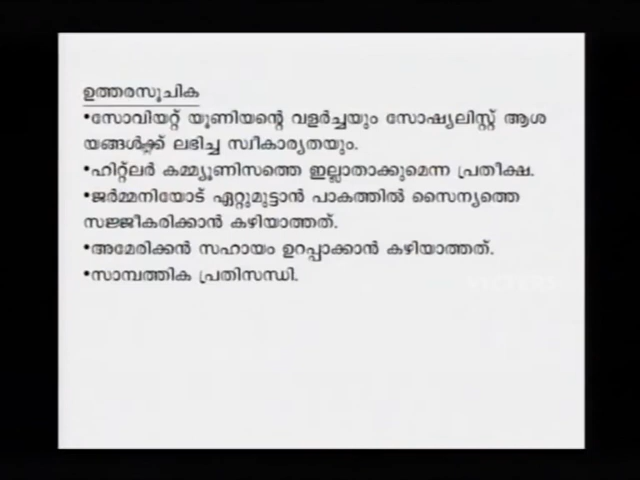 ഉത്തരസൂചിക
•സോവിയറ്റ് യൂണിയന്റെ വളർച്ചയും സോഷ്യലിസ്റ്റ് ആശ
യങ്ങൾക്ക് ലഭിച്ച സ്വീകാര്യതയും.
•ഹിറ്റ്ലർ കമ്മ്യൂണിസത്തെ ഇല്ലാതാക്കുമെന്ന പ്രതീക്ഷ.
•ജർമ്മനിയോട് ഏറ്റുമുട്ടാൻ പാകത്തിൽ സൈന്യത്തെ
സജ്ജീകരിക്കാൻ കഴിയാത്തത്.
•അമേരിക്കൻ സഹായം ഉറപ്പാക്കാൻ കഴിയാത്തത്.
•സാമ്പത്തിക പ്രതിസന്ധി.
VICTERS